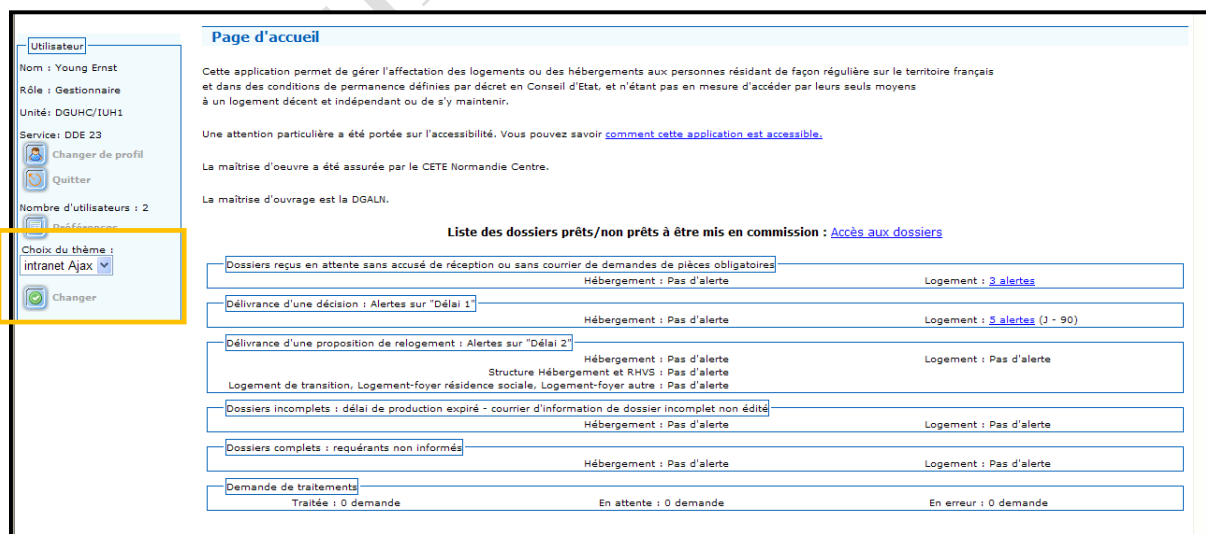 Page d'accueil
Utilisateur
Nom : Young Ernst
Rôle : Gestionnaire
Unité: DGUHC/IUH1
Service: DDE 23
Changer de profil
Quitter
Nombre d'utilisateurs : 2
Préférences
Choix du thème :
intranet Ajax
Changer
Cette application permet de gérer l'affectation des logements ou des hébergements aux personnes résidant de façon régulière sur le territoire français
et dans des conditions de permanence définies par décret en Conseil d'Etat, et n'étant pas en mesure d'accéder par leurs seuls moyens
à un logement décent et indépendant ou de s'y maintenir.
Une attention particulière a été portée sur l'accessibilité. Vous pouvez savoir comment cette application est accessible.
La maîtrise d'oeuvre a été assurée par le CETE Normandie Centre.
La maîtrise d'ouvrage est la DGALN.
Liste des dossiers prêts/non prêts à être mis en commission : Accès aux dossiers
Dossiers reçus en attente sans accusé de réception ou sans courrier de demandes de pièces obligatoires
Hébergement : Pas d'alerte Logement : 3 alertes
Délivrance d'une décision : Alertes sur "Délai 1"
Hébergement : Pas d'alerte Logement : 5 alertes (J - 90)
Délivrance d'une proposition de relogement : Alertes sur "Délai 2"
Hébergement : Pas d'alerte Logement : Pas d'alerte
Structure Hébergement et RHVS : Pas d'alerte
Logement de transition, Logement-foyer résidence sociale, Logement-foyer autre : Pas d'alerte
Dossiers incomplets : délai de production expiré - courrier d'information de dossier incomplet non édité
Hébergement : Pas d'alerte Logement : Pas d'alerte
Dossiers complets : requérants non informés
Hébergement : Pas d'alerte Logement : Pas d'alerte
Demande de traitements
Traitée : 0 demande En attente : 0 demande En erreur : 0 demande